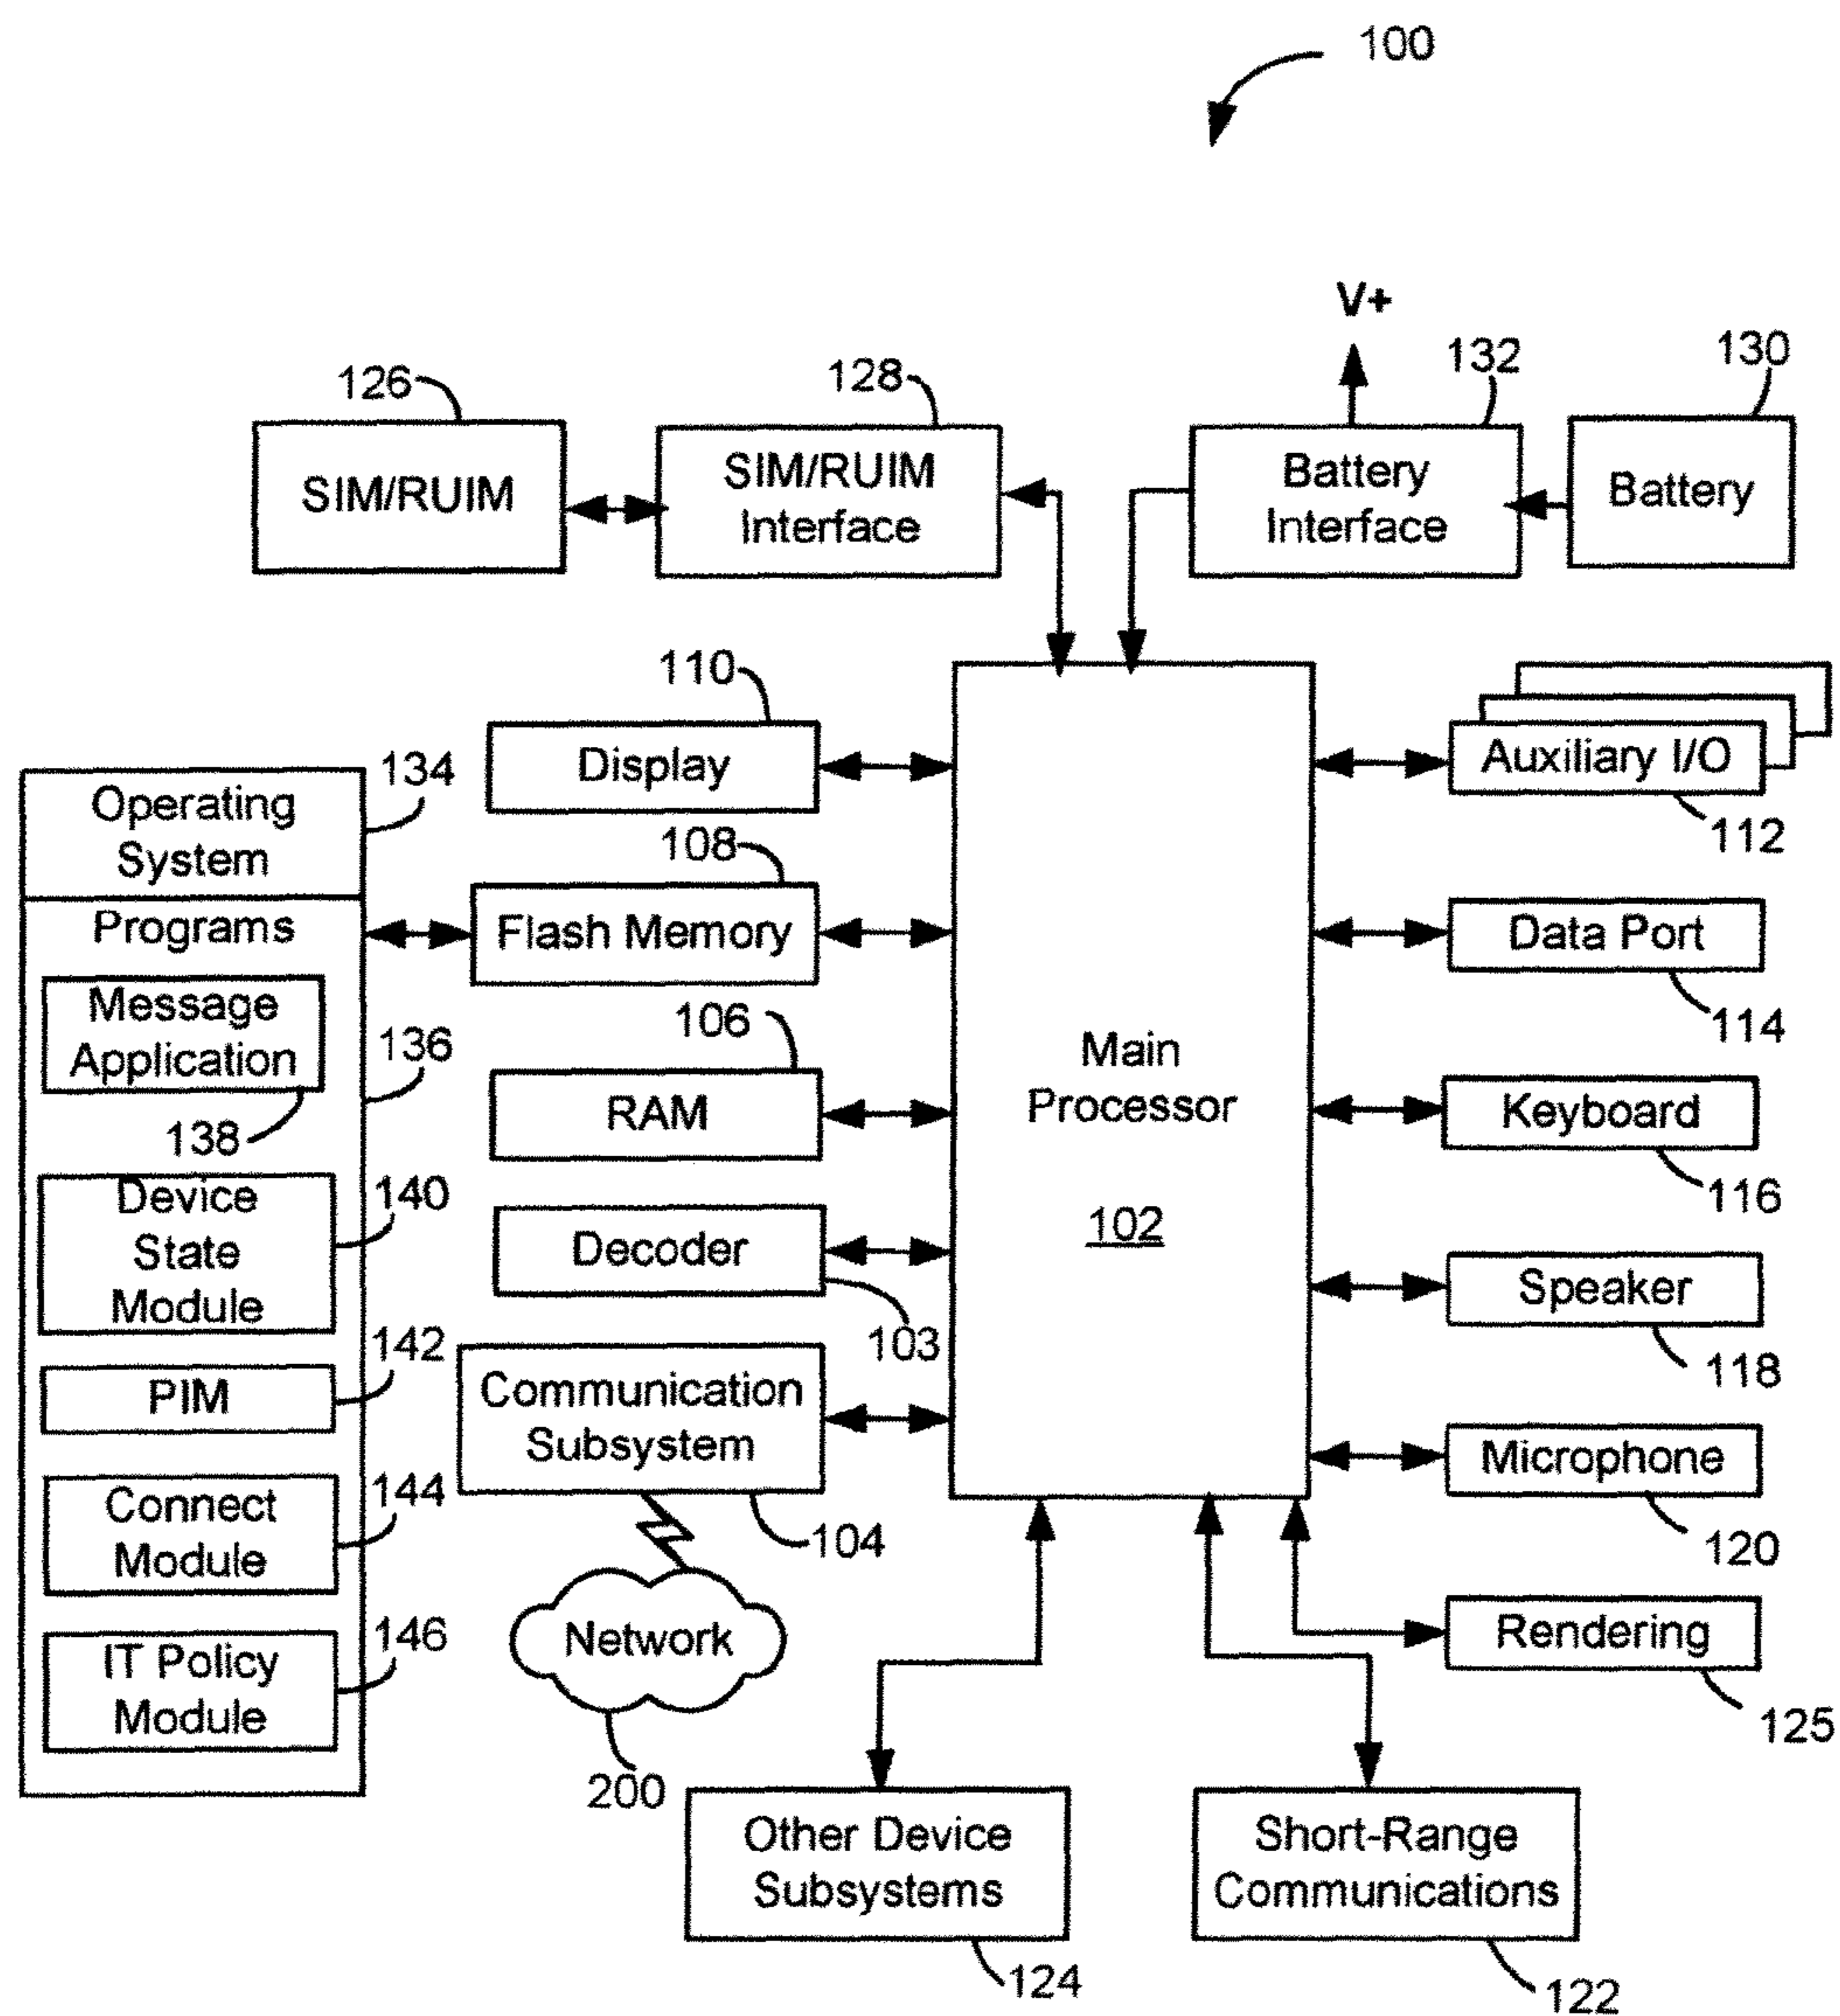 100
V+
126
128
132
130
SIM/RUIM
SIM/RUIM
Interface
Battery
Interface
Battery
110
Display
Auxiliary I/O
112
134
Operating
System
108
Flash Memory
Data Port
114
Programs
Message
Application
138
136
106
RAM
Main
Processor
102
Keyboard
116
Device
State
Module
140
Decoder
103
Speaker
118
PIM
142
Communication
Subsystem
104
Microphone
120
Connect
Module
144
Network
200
Rendering
125
IT Policy
Module
146
Other Device
Subsystems
124
Short-Range
Communications
122